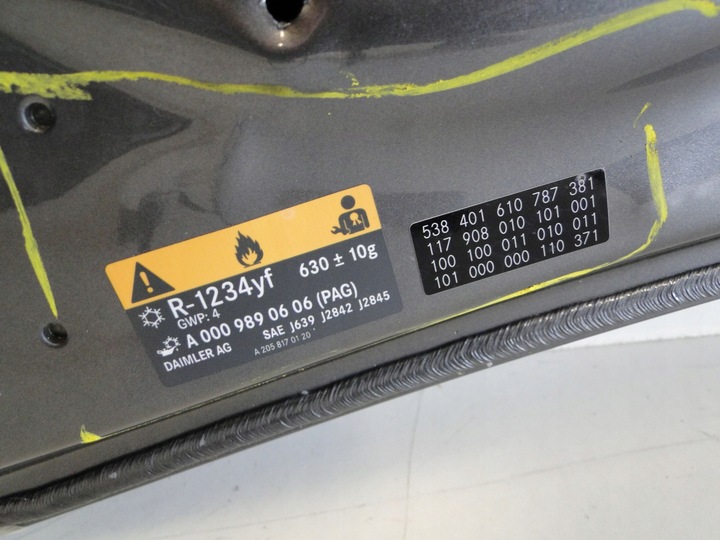 R-1234yf 630 ± 10g
GWP: 4
A 000 989 06 06 (PAG)
SAE J639 J2842 J2845
DAIMLER AG
A 205 817 01 20
538 401 610 787 381
117 908 010 101 001
100 100 011 010 011
101 000 000 110 371